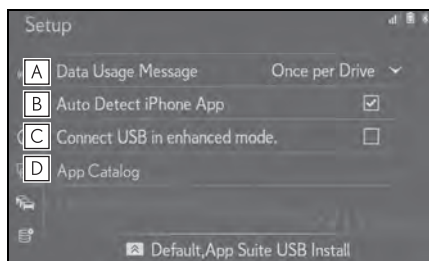 Setup
A Data Usage Message Once per Drive
B Auto Detect iPhone App
C Connect USB in enhanced mode.
D App Catalog
Default,App Suite USB Install